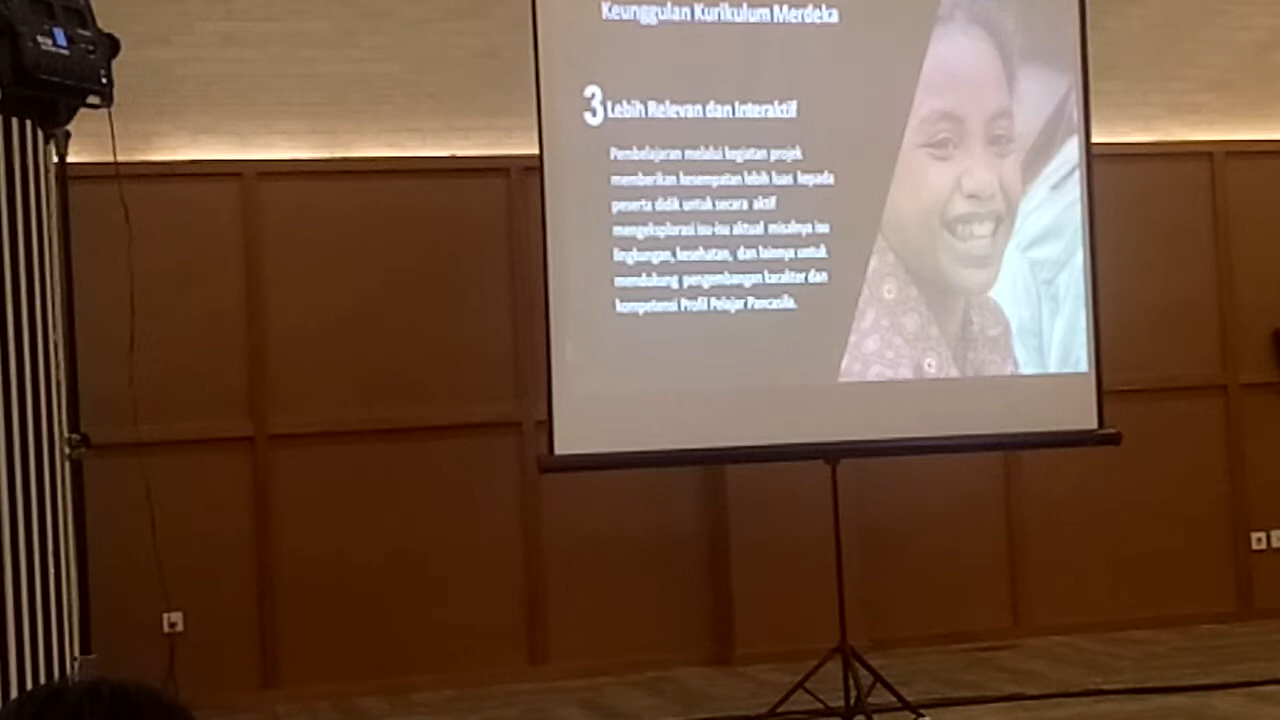 Keunggulan Kurikulum Merdeka
3 Lebih Relevan dan Interaktif
Pembelajaran melalui kegiatan projek
memberikan kesempatan lebih luas kepada
peserta didik untuk secara aktif
mengeksplorasi isu-isu aktual misalnya isu
lingkungan, kesehatan, dan lainnya untuk
mendukung pengembangan karakter dan
kompetensi Profil Pelajar Pancasila.